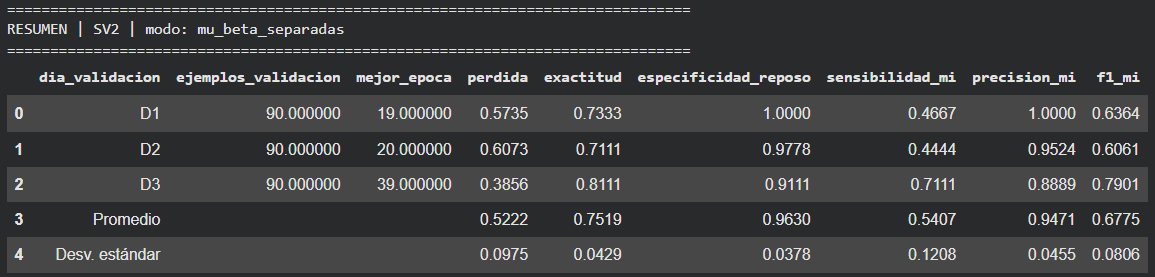 ================================================================================
RESUMEN | SV2 | modo: mu_beta_separadas
================================================================================
dia_validacion ejemplos_validacion mejor_epoca perdida exactitud especificidad_reposo sensibilidad_mi precision_mi f1_mi
0 D1 90.000000 19.000000 0.5735 0.7333 1.0000 0.4667 1.0000 0.6364
1 D2 90.000000 20.000000 0.6073 0.7111 0.9778 0.4444 0.9524 0.6061
2 D3 90.000000 39.000000 0.3856 0.8111 0.9111 0.7111 0.8889 0.7901
3 Promedio 0.5222 0.7519 0.9630 0.5407 0.9471 0.6775
4 Desv. estándar 0.0975 0.0429 0.0378 0.1208 0.0455 0.0806